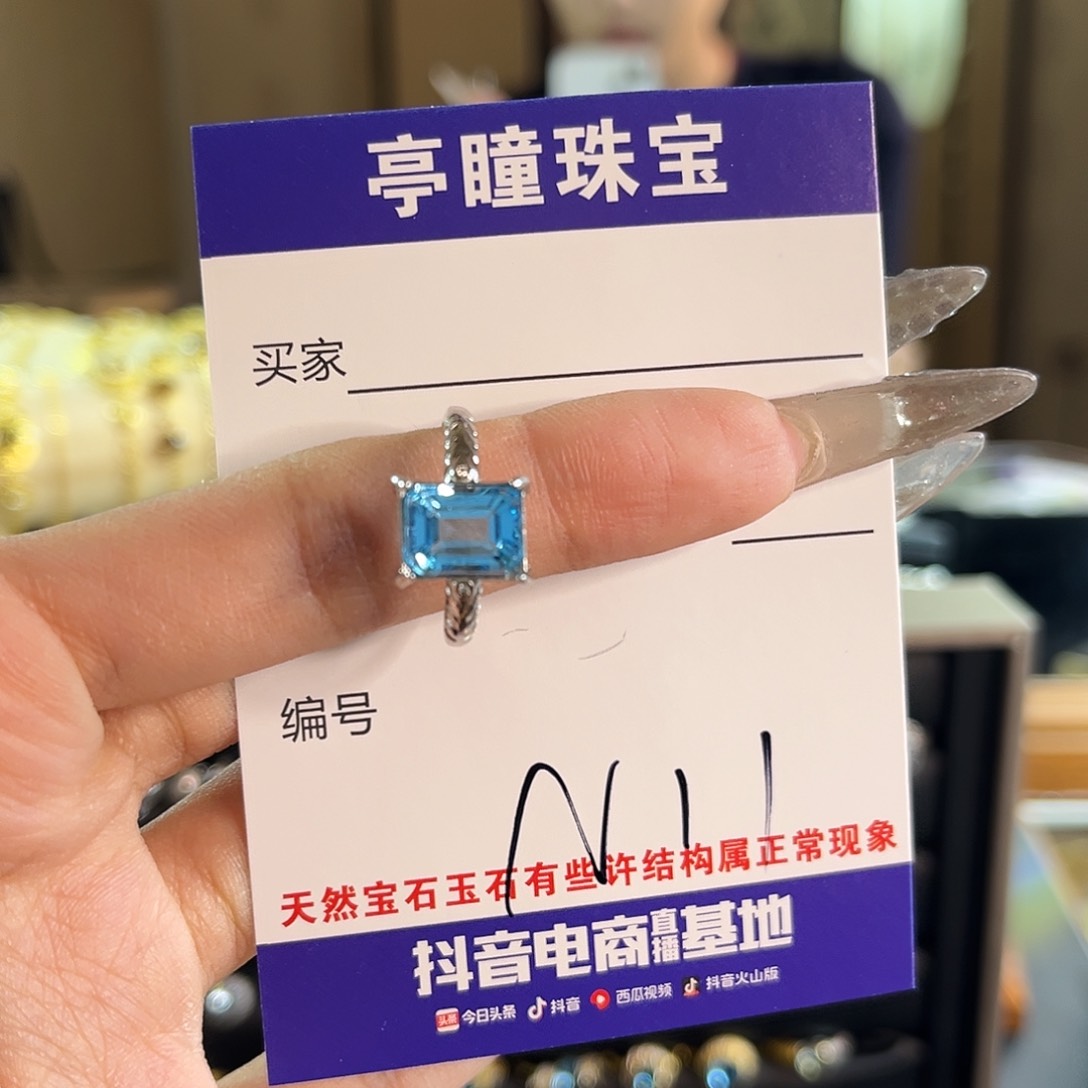 亭瞳珠宝
买家
编号
N11
天然宝石玉石有些许结构属正常现象
抖音电商直播基地
头条 今日头条 抖音 西瓜视频 抖音火山版